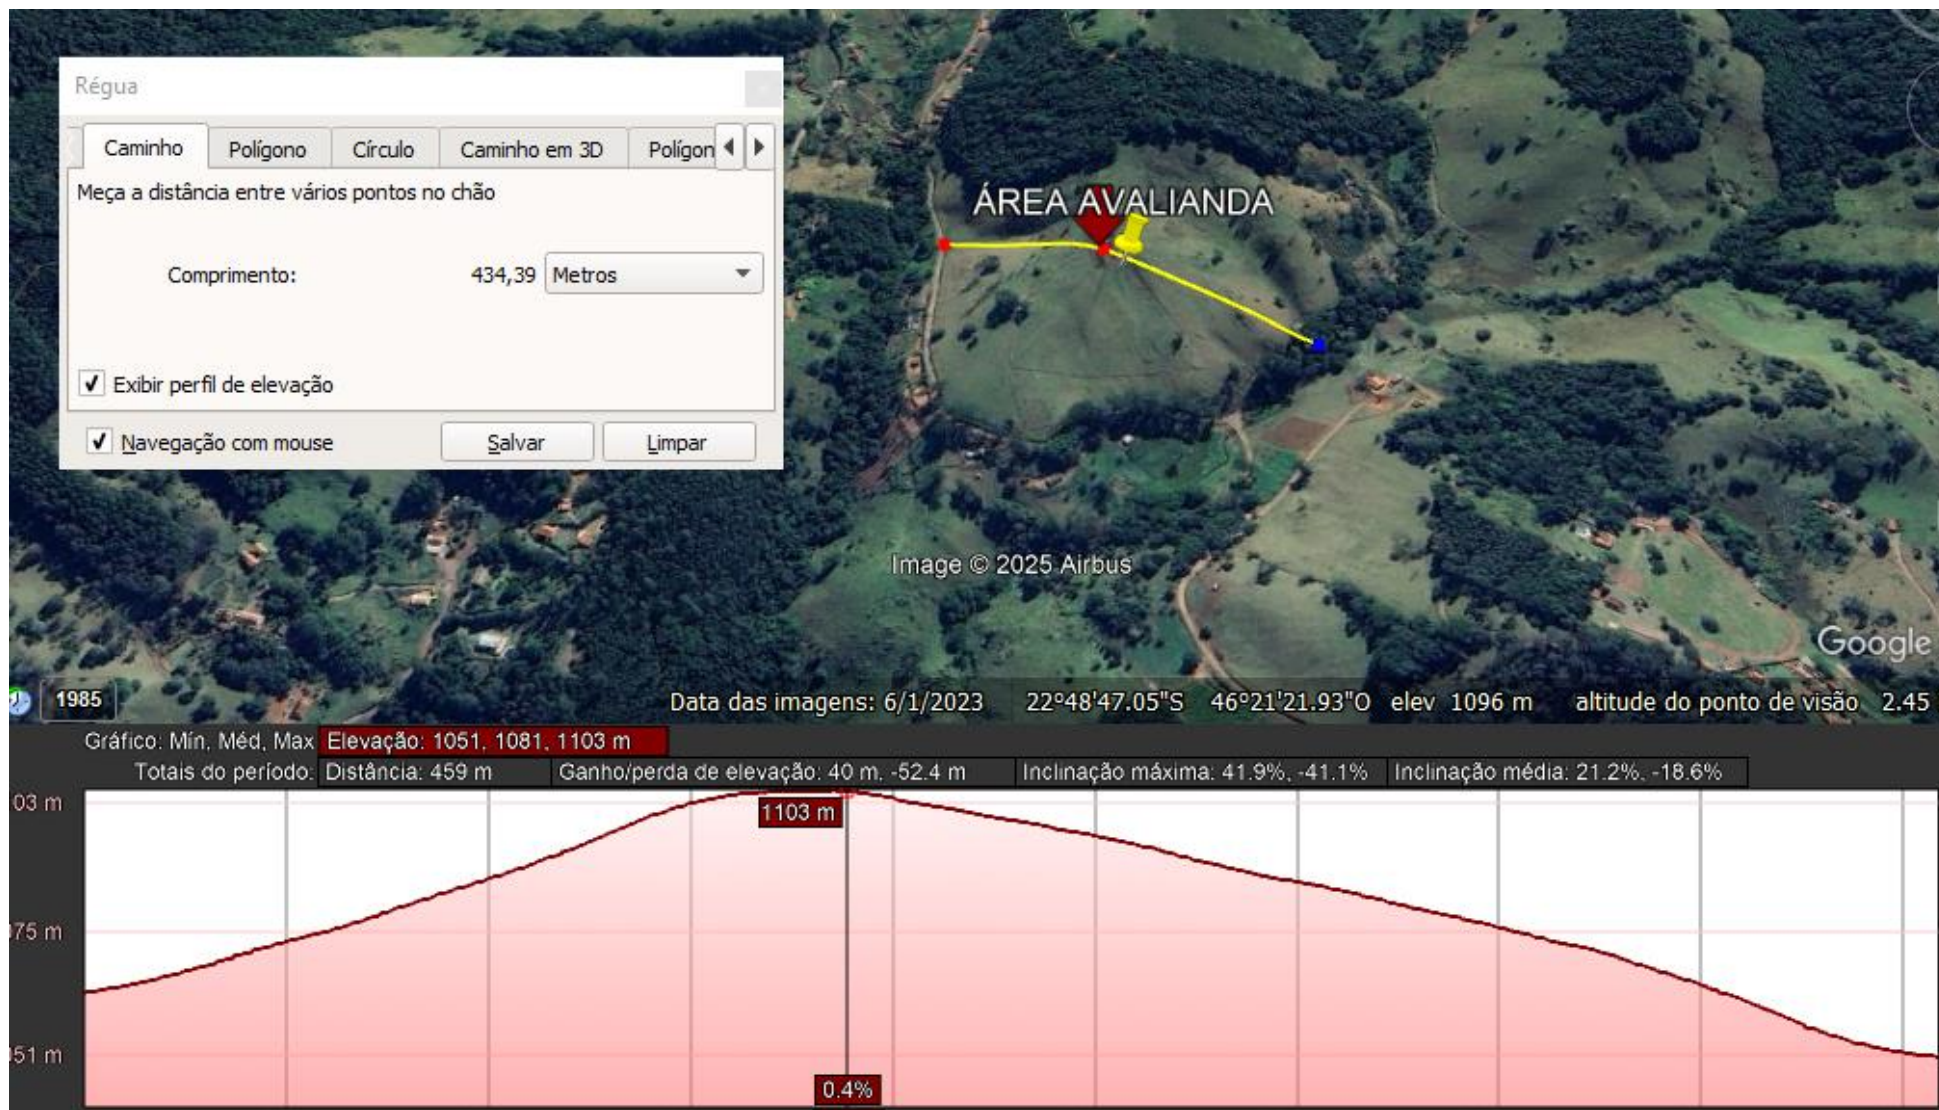 Régua
Caminho Polígono Círculo Caminho em 3D Polígon
Meça a distância entre vários pontos no chão
Comprimento: 434,39 Metros
Exibir perfil de elevação
Navegação com mouse Salvar Limpar
ÁREA AVALIANDA
Image © 2025 Airbus
Google
1985
Data das imagens: 6/1/2023 22°48'47.05"S 46°21'21.93"O elev 1096 m altitude do ponto de visão 2.45
Gráfico: Mín, Méd, Max Elevação: 1051, 1081, 1103 m
Totais do período: Distância: 459 m Ganho/perda de elevação: 40 m, -52.4 m Inclinação máxima: 41.9%, -41.1% Inclinação média: 21.2%, -18.6%
03 m
1103 m
75 m
51 m
0.4%